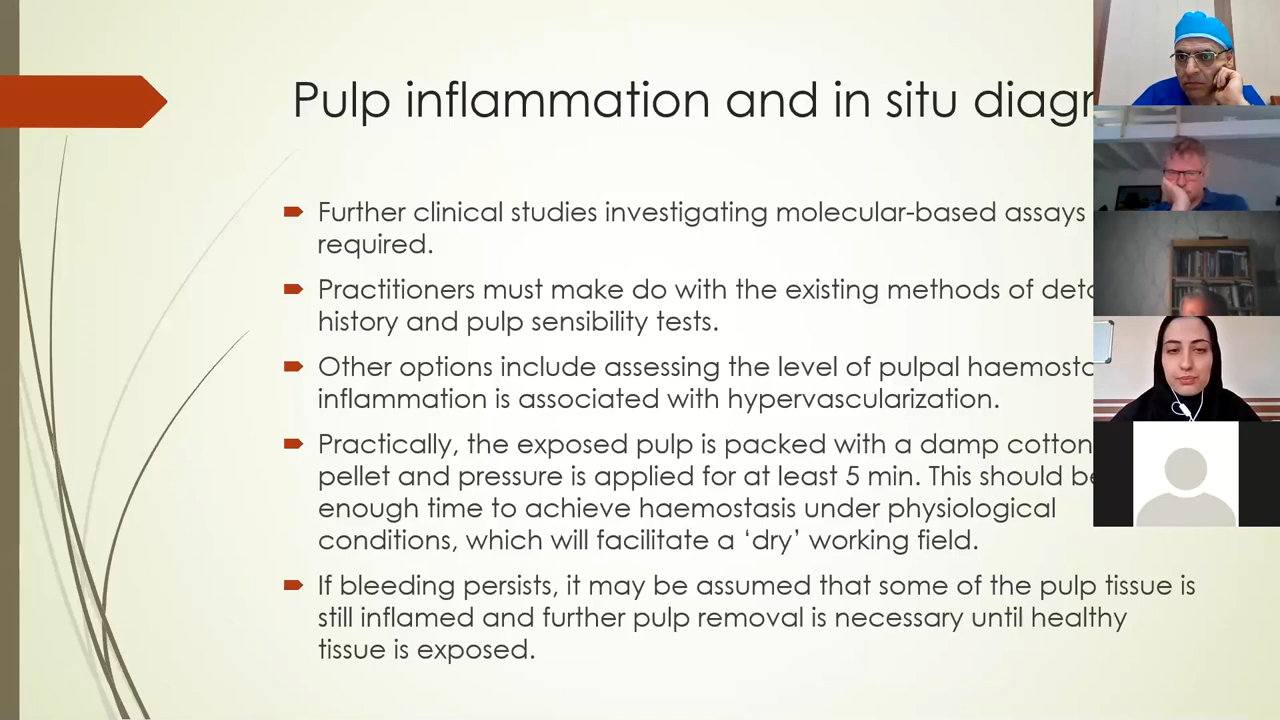 Pulp inflammation and in situ
Further clinical studies investigating molecular-based assays
required.
Practitioners must make do with the existing methods of
history and pulp sensibility tests.
Other options include assessing the level of pulpal
inflammation is associated with hypervascularization.
Practically, the exposed pulp is packed with a damp cotton
pellet and pressure is applied for at least 5 min. This should be
enough time to achieve haemostasis under physiological
conditions, which will facilitate a ‘dry’ working field.
If bleeding persists, it may be assumed that some of the pulp tissue is
still inflamed and further pulp removal is necessary until healthy
tissue is exposed.